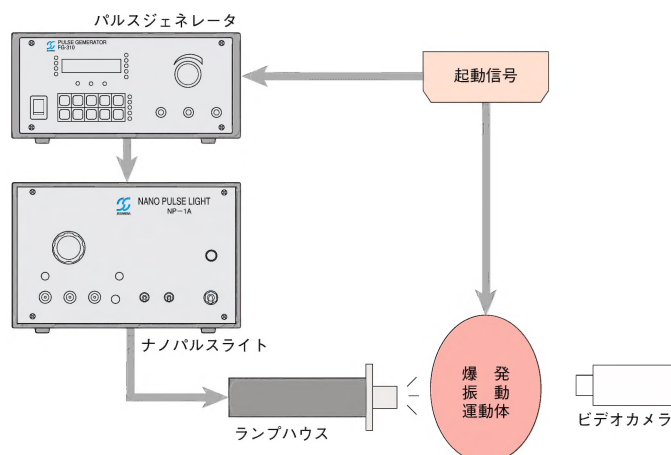 パルスジェネレータ
PULSE GEMERATOR
FG-310
起動信号
NANO PULSE LIGHT
NP-1A
ナノパルスライト
爆発
振動
運動体
ランプハウス
ビデオカメラ